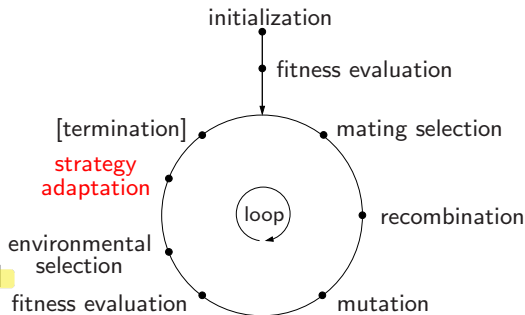 initialization
fitness evaluation
[termination]
mating selection
strategy
adaptation
loop
recombination
environmental
selection
fitness evaluation
mutation